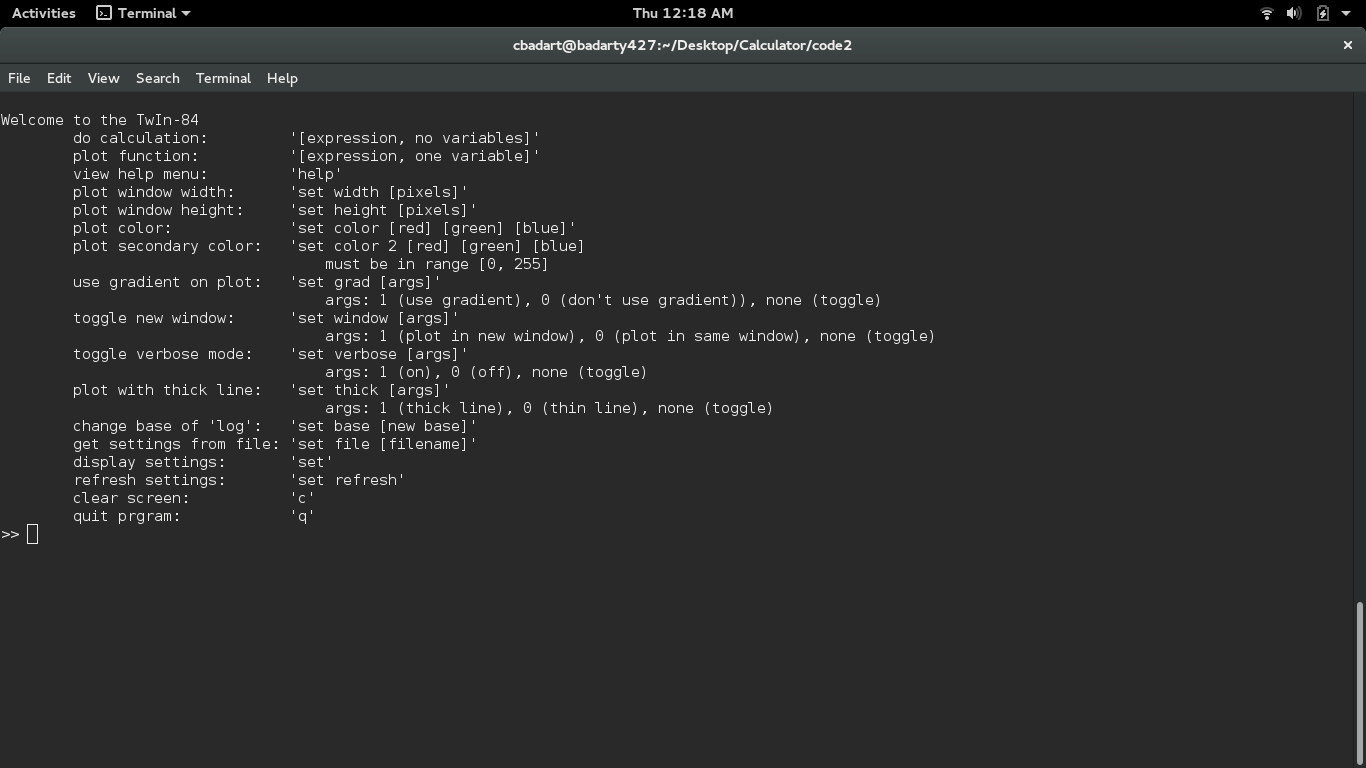 Activities Terminal Thu 12:18 AM
cbadart@badarty427:~/Desktop/Calculator/code2 ×
File Edit View Search Terminal Help
Welcome to the TwIn-84
do calculation: '[expression, no variables]'
plot function: '[expression, one variable]'
view help menu: 'help'
plot window width: 'set width [pixels]'
plot window height: 'set height [pixels]'
plot color: 'set color [red] [green] [blue]'
plot secondary color: 'set color 2 [red] [green] [blue]
must be in range [0, 255]
use gradient on plot: 'set grad [args]'
args: 1 (use gradient), 0 (don't use gradient)), none (toggle)
toggle new window: 'set window [args]'
args: 1 (plot in new window), 0 (plot in same window), none (toggle)
toggle verbose mode: 'set verbose [args]'
args: 1 (on), 0 (off), none (toggle)
plot with thick line: 'set thick [args]'
args: 1 (thick line), 0 (thin line), none (toggle)
change base of 'log': 'set base [new base]'
get settings from file: 'set file [filename]'
display settings: 'set'
refresh settings: 'set refresh'
clear screen: 'c'
quit prgram: 'q'
>>